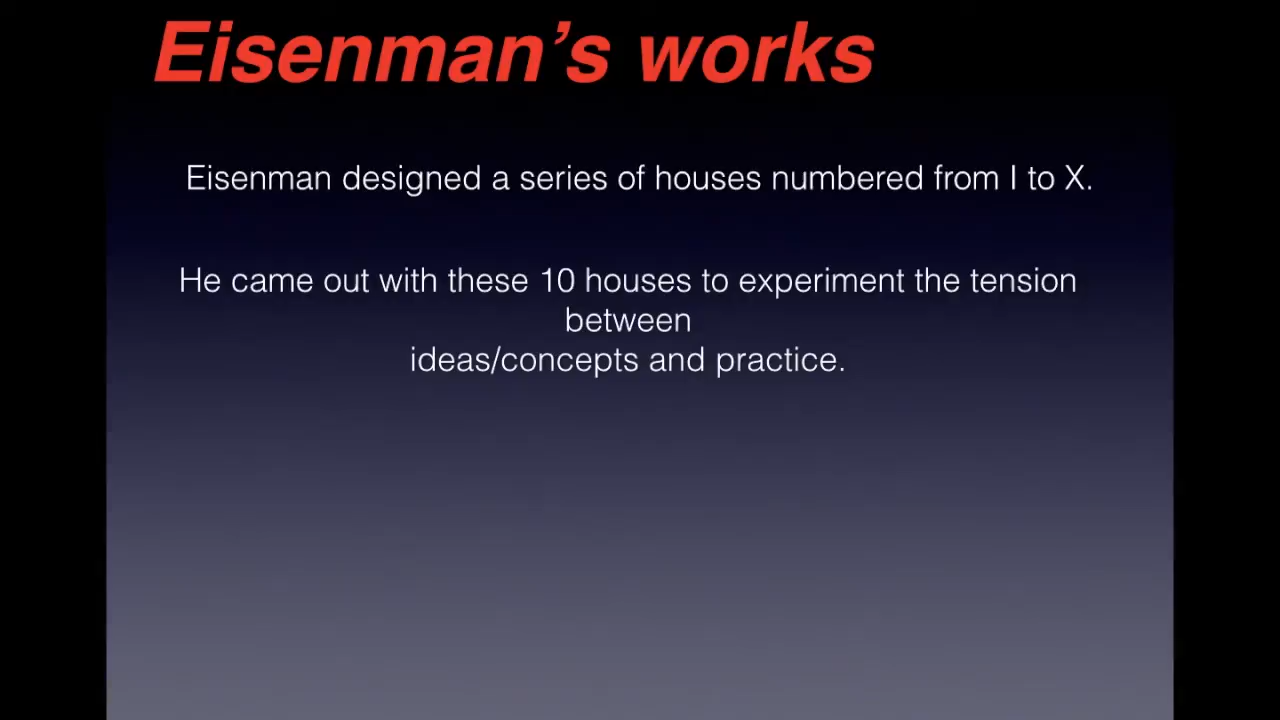 Eisenman’s works
Eisenman designed a series of houses numbered from I to X.
He came out with these 10 houses to experiment the tension
between
ideas/concepts and practice.